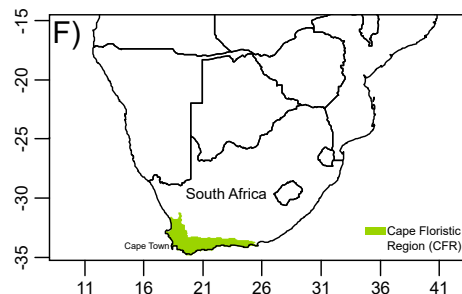 F)
-15
-20
-25
-30
-35
South Africa
Cape Town
Cape Floristic
Region (CFR)
11 16 21 26 31 36 41